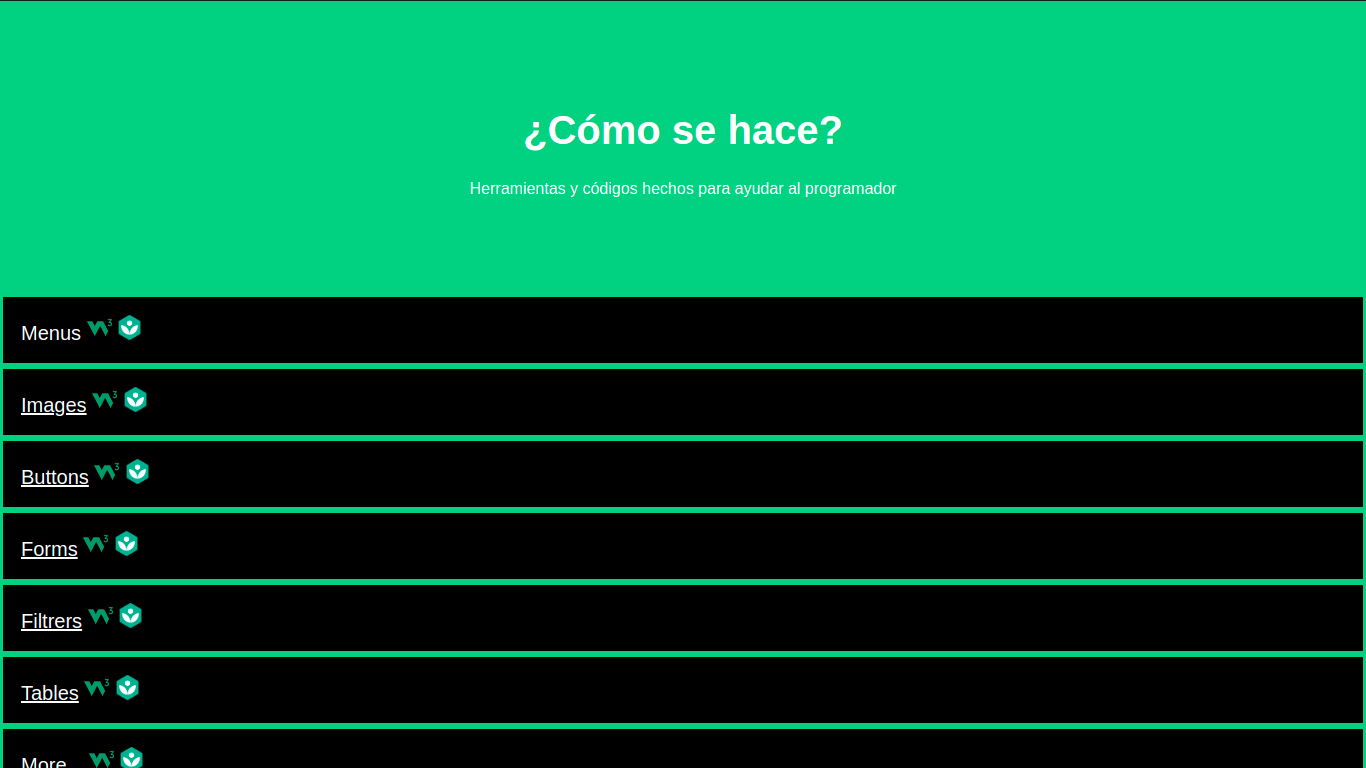 ¿Cómo se hace?
Herramientas y códigos hechos para ayudar al programador
Menus
Images
Buttons
Forms
Filtrers
Tables
More